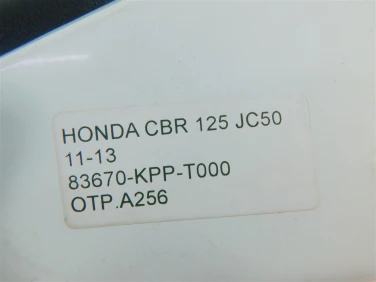 HONDA CBR 125 JC50
11-13
83670-KPP-T000
OTP.A256